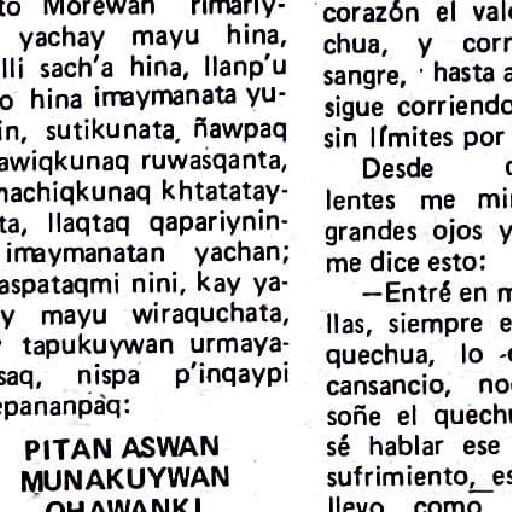 to Morewan rimariy-
yachay mayu hina,
lli sach'a hina, llanp'u
o hina imaymanata yu-
in, sutikunata, ñawpaq
awiqkunaq ruwasqanta,
nachiqkunaq khtatatay-
ta, llaqtaq qapariynin-
imaymanatan yachan;
aspataqmi nini, kay ya-
y mayu wiraquchata,
tapukuywan urmaya-
saq, nispa p'inqaypi
epananpàq:
PITAN ASWAN
MUNAKUYWAN
QHAWANKI
corazón el val
chua, y corr
sangre, hasta a
sigue corriendo
sin límites por
Desde
lentes me mi
grandes ojos y
me dice esto:
—Entré en m
llas, siempre e
quechua, lo
cansancio, no
soñe el quechu
sé hablar ese
sufrimiento, es
llevo como